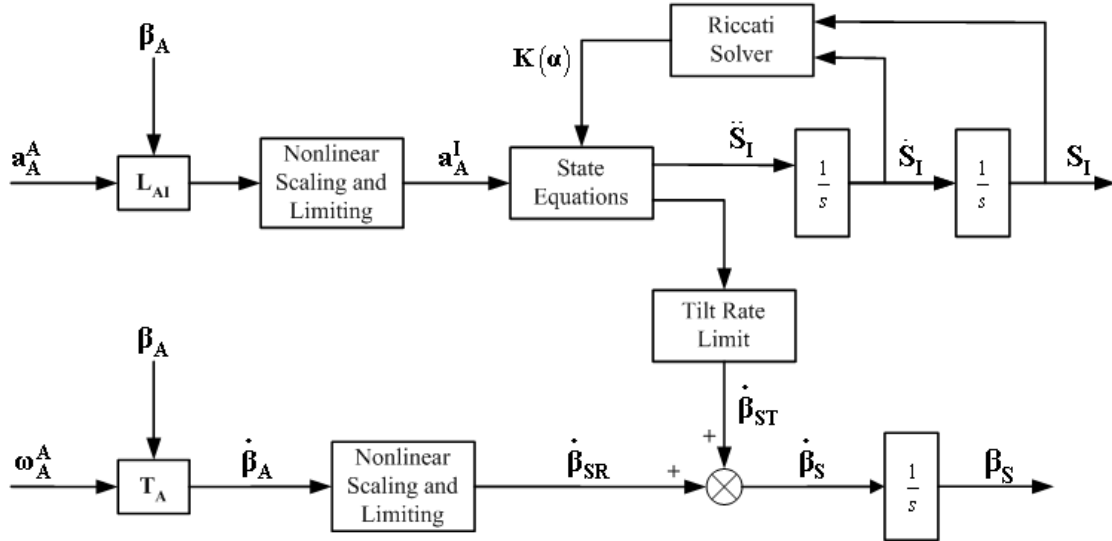 β_A
K(α)
Riccati
Solver
a_A^A
L_AI
Nonlinear
Scaling and
Limiting
a_A^I
State
Equations
S̈_I
1/s
Ṡ_I
1/s
S_I
Tilt Rate
Limit
β_A
β̇_ST
+
ω_A^A
T_A
β̇_A
Nonlinear
Scaling and
Limiting
β̇_SR
+
β̇_S
1/s
β_S